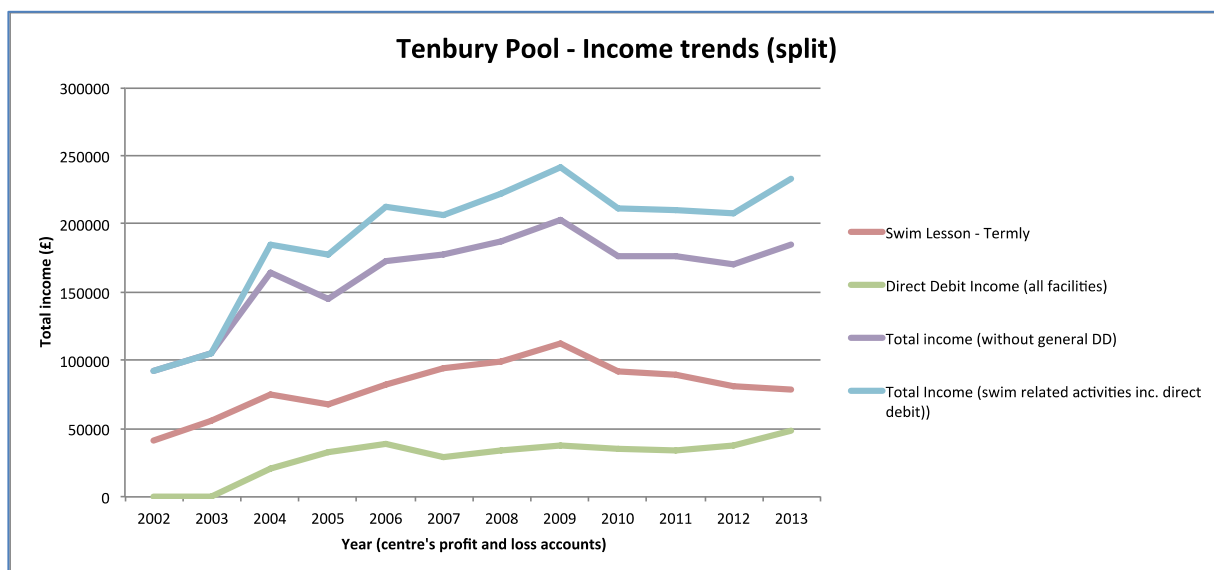 Tenbury Pool - Income trends (split)
300000
250000
200000
150000
100000
50000
0
Total income (£)
2002 2003 2004 2005 2006 2007 2008 2009 2010 2011 2012 2013
Year (centre's profit and loss accounts)
Swim Lesson - Termly
Direct Debit Income (all facilities)
Total income (without general DD)
Total Income (swim related activities inc. direct
debit))